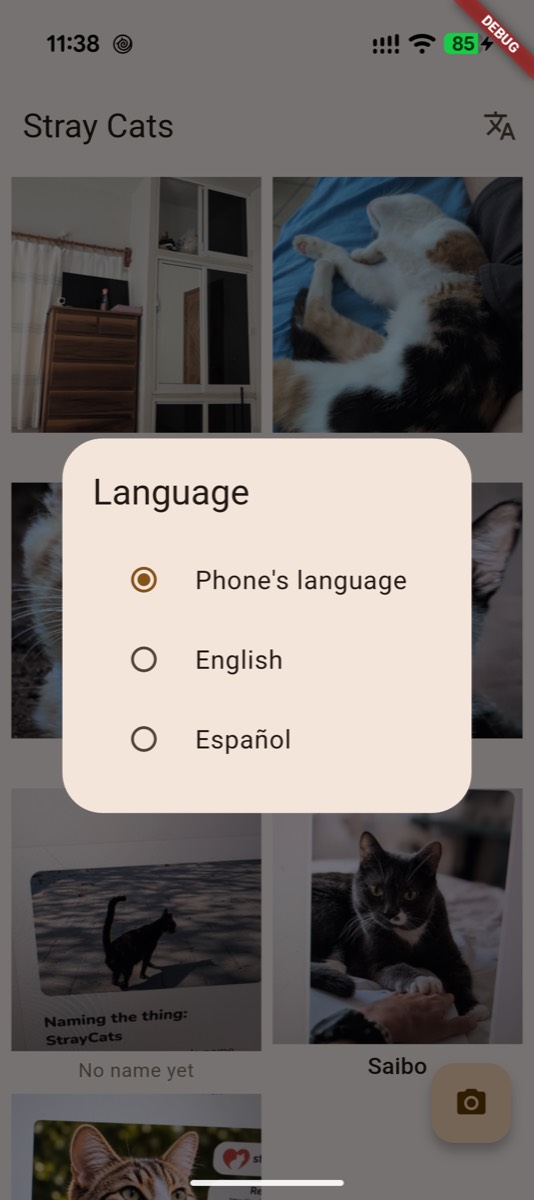 11:38
85
DEBUG
Stray Cats
Language
Phone's language
English
Español
Naming the thing:
StrayCats
No name yet
Saibo